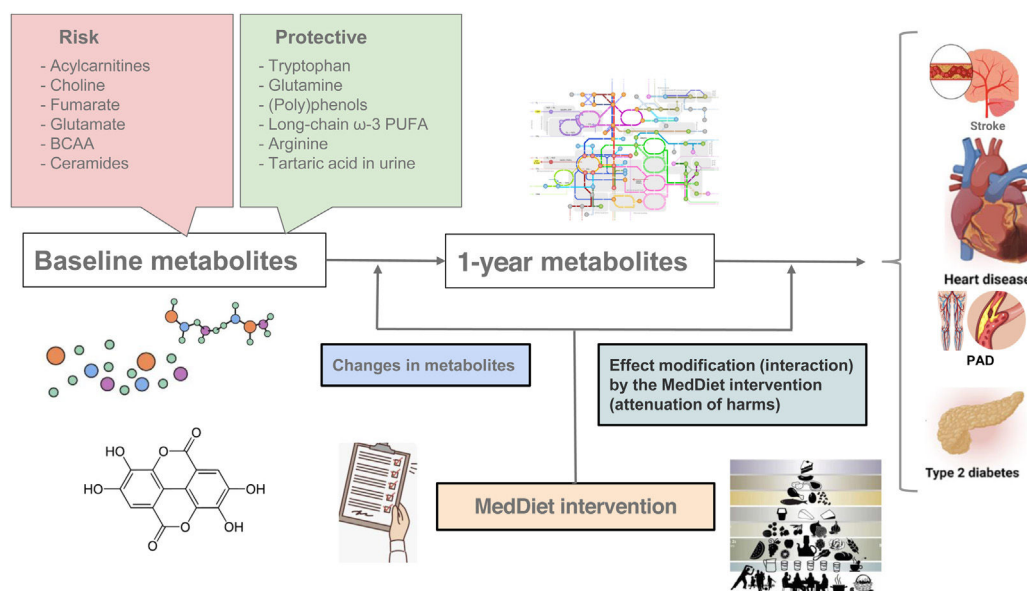 Risk
- Acylcarnitines
- Choline
- Fumarate
- Glutamate
- BCAA
- Ceramides
Protective
- Tryptophan
- Glutamine
- (Poly)phenols
- Long-chain ω-3 PUFA
- Arginine
- Tartaric acid in urine
Baseline metabolites
1-year metabolites
Stroke
Heart disease
PAD
Type 2 diabetes
Changes in metabolites
Effect modification (interaction)
by the MedDiet intervention
(attenuation of harms)
MedDiet intervention
O
HO
O
HO
OH
O
OH
O